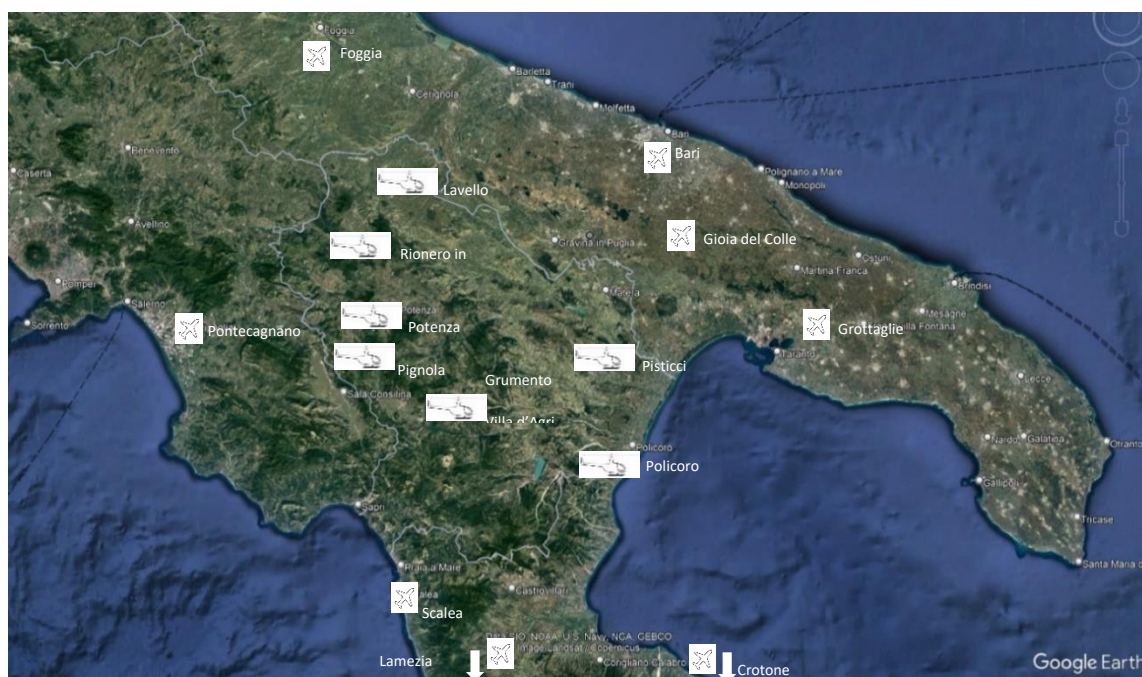 Foggia
Foggia
Barletta
Trani
Cerignola
Molfetta
Bari
Bari
Benevento
Caserta
Polignano a Mare
Monopoli
Lavello
Avellino
Gravina in Puglia
Gioia del Colle
Rionero in
Ostuni
Martina Franca
Pompei
Matera
Brindisi
Salerno
Potenza
Mesagne
Sorrento
Pontecagnano
Potenza
Grottaglie
Villa Fontana
Taranto
Pignola
Pisticci
Grumento
Lecce
Sala Consilina
Villa d'Agri
Policoro
Nardò
Galatina
Otranto
Policoro
Gallipoli
Sapri
Tricase
Santa Maria d
Praia a Mare
Castrovillari
Scalea
Data SIO, NOAA, U.S. Navy, NGA, GEBCO
Image Landsat / Copernicus
Lamezia
Corigliano Calabro
Crotone
Google Earth